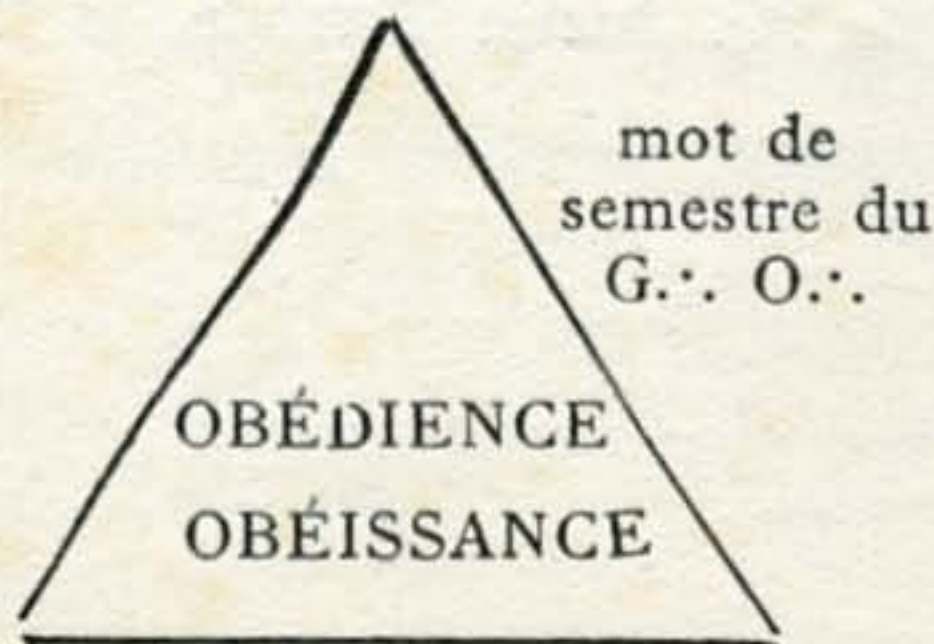 mot de
semestre du
G∴ O∴
OBÉDIENCE
OBÉISSANCE